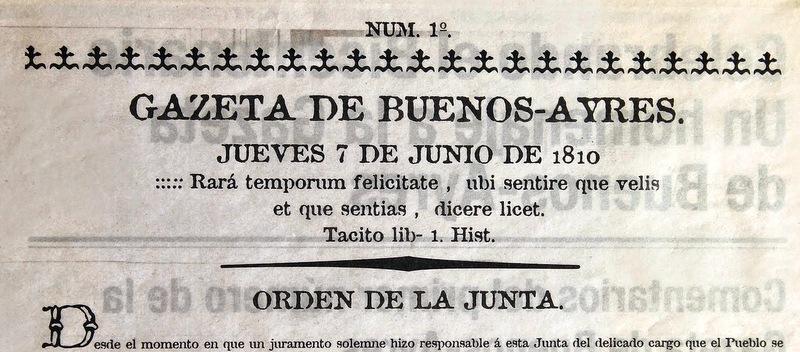 NUM. 1º.
GAZETA DE BUENOS-AYRES.
JUEVES 7 DE JUNIO DE 1810
::::: Rará temporum felicitate , ubi sentire que velis
et que sentias , dicere licet.
Tacito lib- 1. Hist.
ORDEN DE LA JUNTA.
Desde el momento en que un juramento solemne hizo responsable á esta Junta del delicado cargo que el Pueblo se